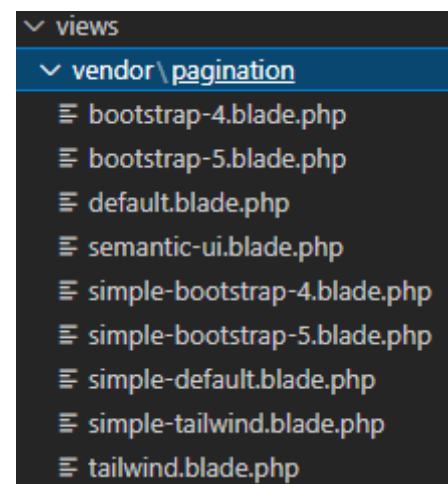 views
vendor\pagination
bootstrap-4.blade.php
bootstrap-5.blade.php
default.blade.php
semantic-ui.blade.php
simple-bootstrap-4.blade.php
simple-bootstrap-5.blade.php
simple-default.blade.php
simple-tailwind.blade.php
tailwind.blade.php